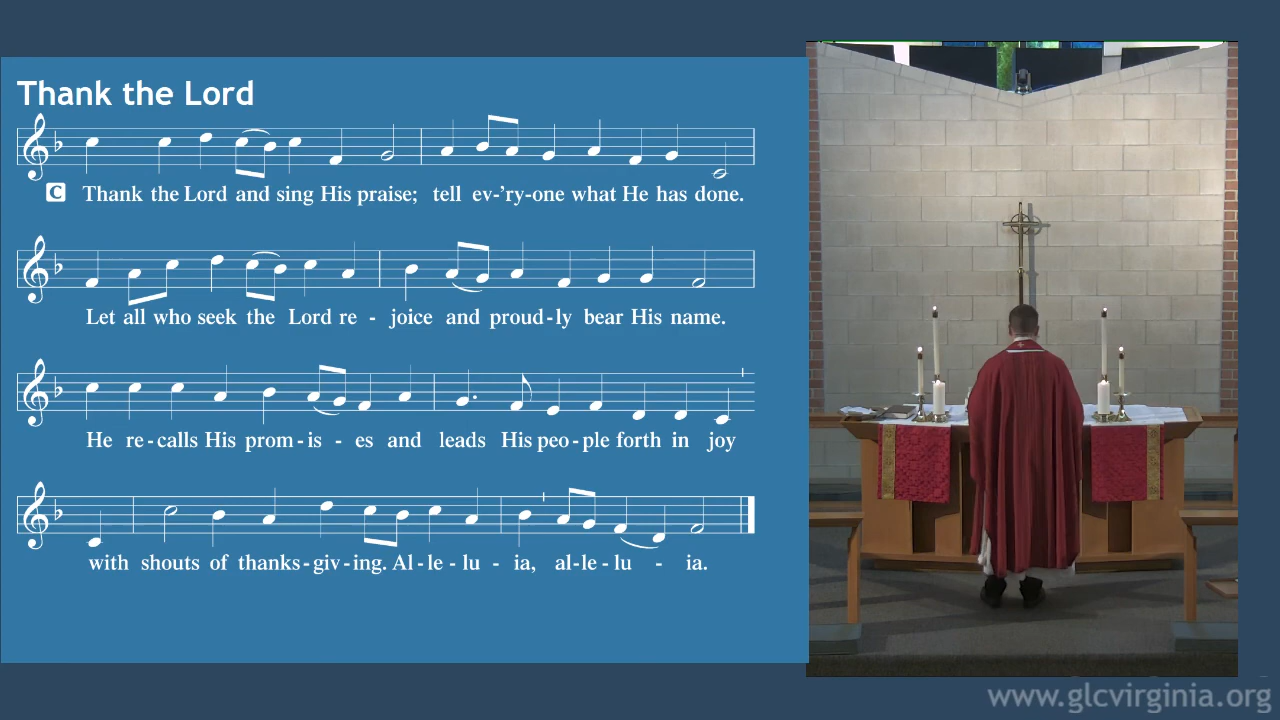 Thank the Lord
C Thank the Lord and sing His praise; tell ev-'ry-one what He has done.
Let all who seek the Lord re - joice and proud-ly bear His name.
He re-calls His prom-is - es and leads His peo-ple forth in joy
with shouts of thanks-giv-ing. Al-le-lu - ia, al-le-lu - ia.
www.glcvirginia.org